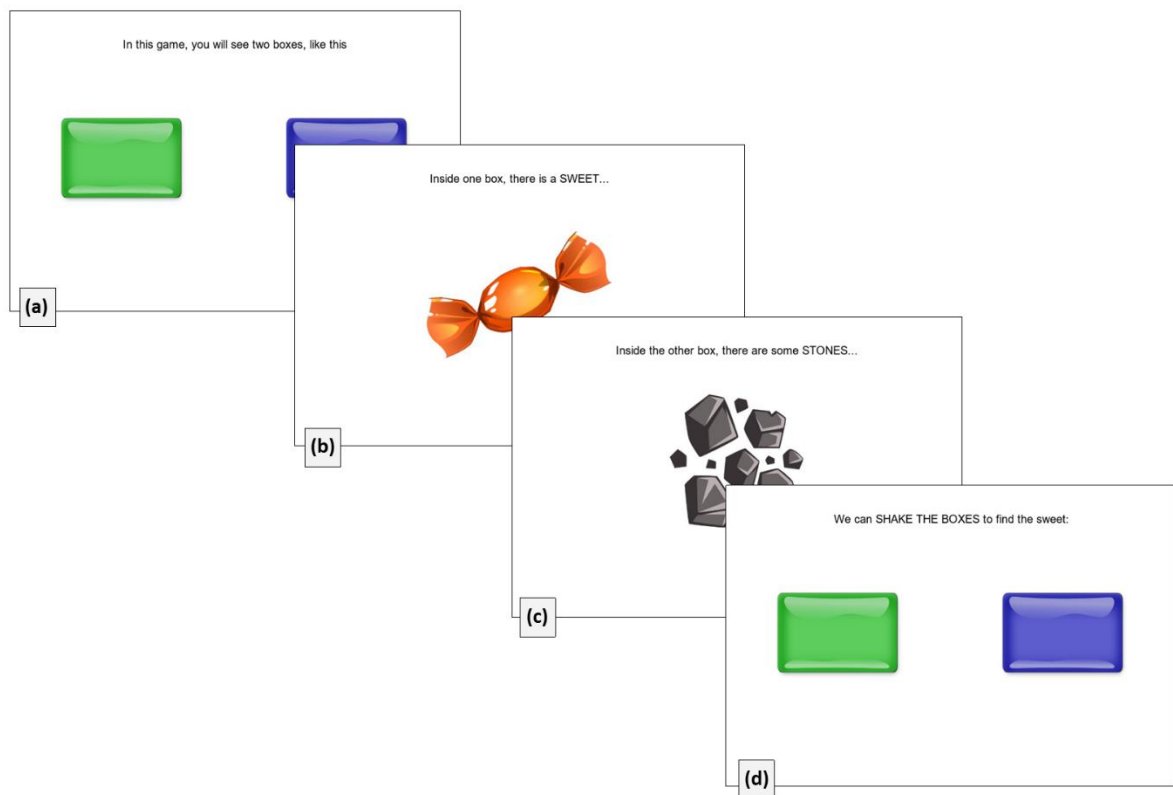 In this game, you will see two boxes, like this
(a)
Inside one box, there is a SWEET...
(b)
Inside the other box, there are some STONES...
(c)
We can SHAKE THE BOXES to find the sweet:
(d)